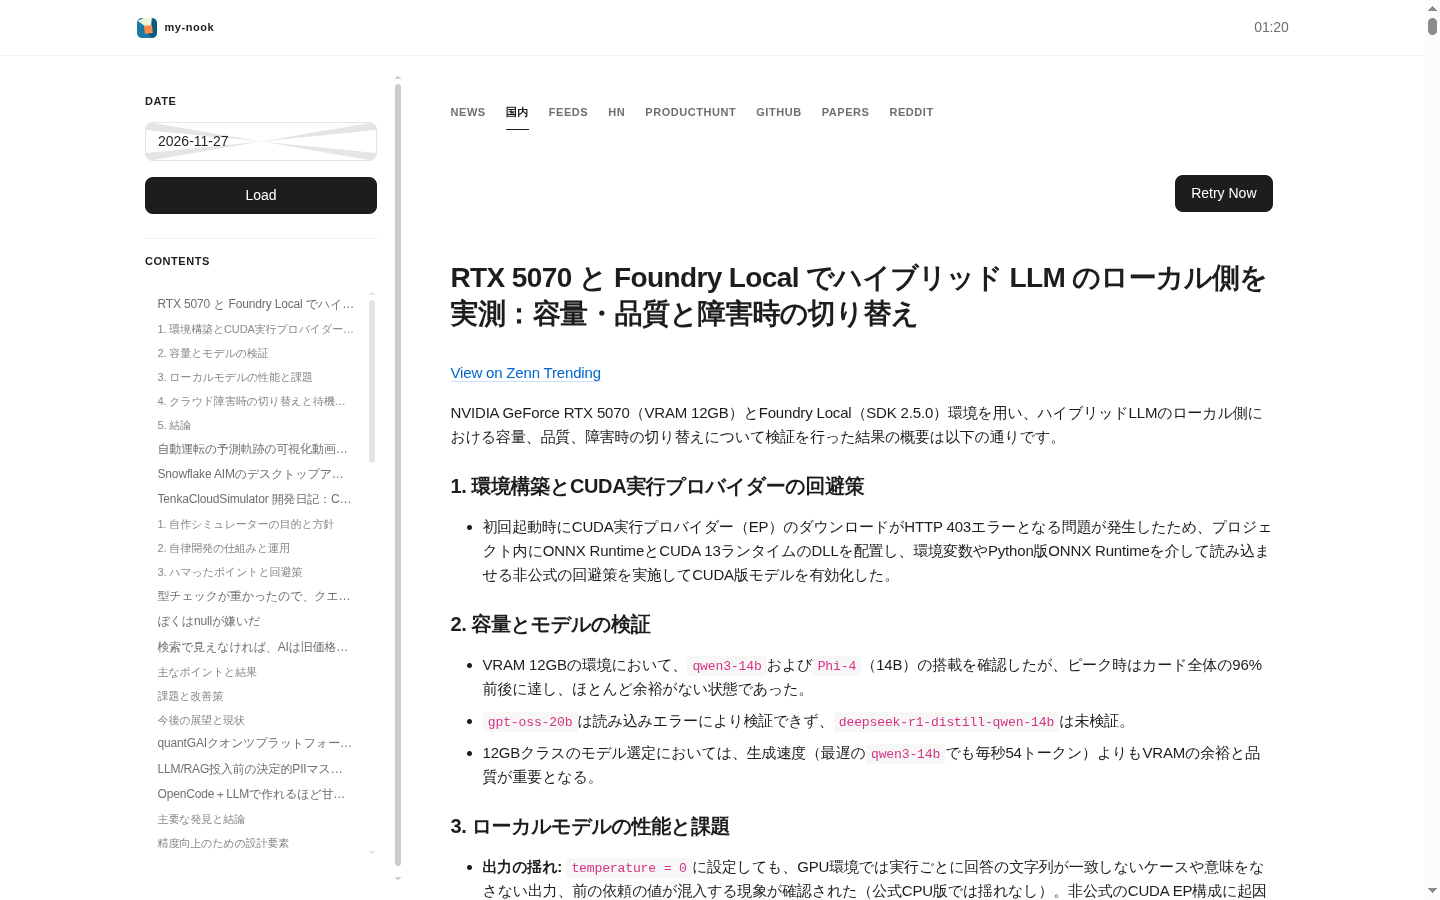 my-nook
01:20
DATE
2026-11-27
Load
CONTENTS
RTX 5070 と Foundry Local でハイ…
1. 環境構築とCUDA実行プロバイダー…
2. 容量とモデルの検証
3. ローカルモデルの性能と課題
4. クラウド障害時の切り替えと待機…
5. 結論
自動運転の予測軌跡の可視化動画…
Snowflake AIMのデスクトップア…
TenkaCloudSimulator 開発日記：C…
1. 自作シミュレーターの目的と方針
2. 自律開発の仕組みと運用
3. ハマったポイントと回避策
型チェックが重かったので、クエ…
ぼくはnullが嫌いだ
検索で見えなければ、AIは旧価格…
主なポイントと結果
課題と改善策
今後の展望と現状
quantGAIクオンツプラットフォー…
LLM/RAG投入前の決定的PIIマス…
OpenCode＋LLMで作れるほど甘…
主要な発見と結論
精度向上のための設計要素
NEWS 国内 FEEDS HN PRODUCTHUNT GITHUB PAPERS REDDIT
Retry Now
RTX 5070 と Foundry Local でハイブリッド LLM のローカル側を
実測：容量・品質と障害時の切り替え
View on Zenn Trending
NVIDIA GeForce RTX 5070（VRAM 12GB）とFoundry Local（SDK 2.5.0）環境を用い、ハイブリッドLLMのローカル側に
おける容量、品質、障害時の切り替えについて検証を行った結果の概要は以下の通りです。
1. 環境構築とCUDA実行プロバイダーの回避策
初回起動時にCUDA実行プロバイダー（EP）のダウンロードがHTTP 403エラーとなる問題が発生したため、プロジェ
クト内にONNX RuntimeとCUDA 13ランタイムのDLLを配置し、環境変数やPython版ONNX Runtimeを介して読み込ま
せる非公式の回避策を実施してCUDA版モデルを有効化した。
2. 容量とモデルの検証
VRAM 12GBの環境において、qwen3-14b および Phi-4（14B）の搭載を確認したが、ピーク時はカード全体の96%
前後に達し、ほとんど余裕がない状態であった。
gpt-oss-20b は読み込みエラーにより検証できず、deepseek-r1-distill-qwen-14b は未検証。
12GBクラスのモデル選定においては、生成速度（最遅の qwen3-14b でも毎秒54トークン）よりもVRAMの余裕と品
質が重要となる。
3. ローカルモデルの性能と課題
出力の揺れ: temperature = 0 に設定しても、GPU環境では実行ごとに回答の文字列が一致しないケースや意味をな
さない出力、前の依頼の値が混入する現象が確認された（公式CPU版では揺れなし）。非公式のCUDA EP構成に起因